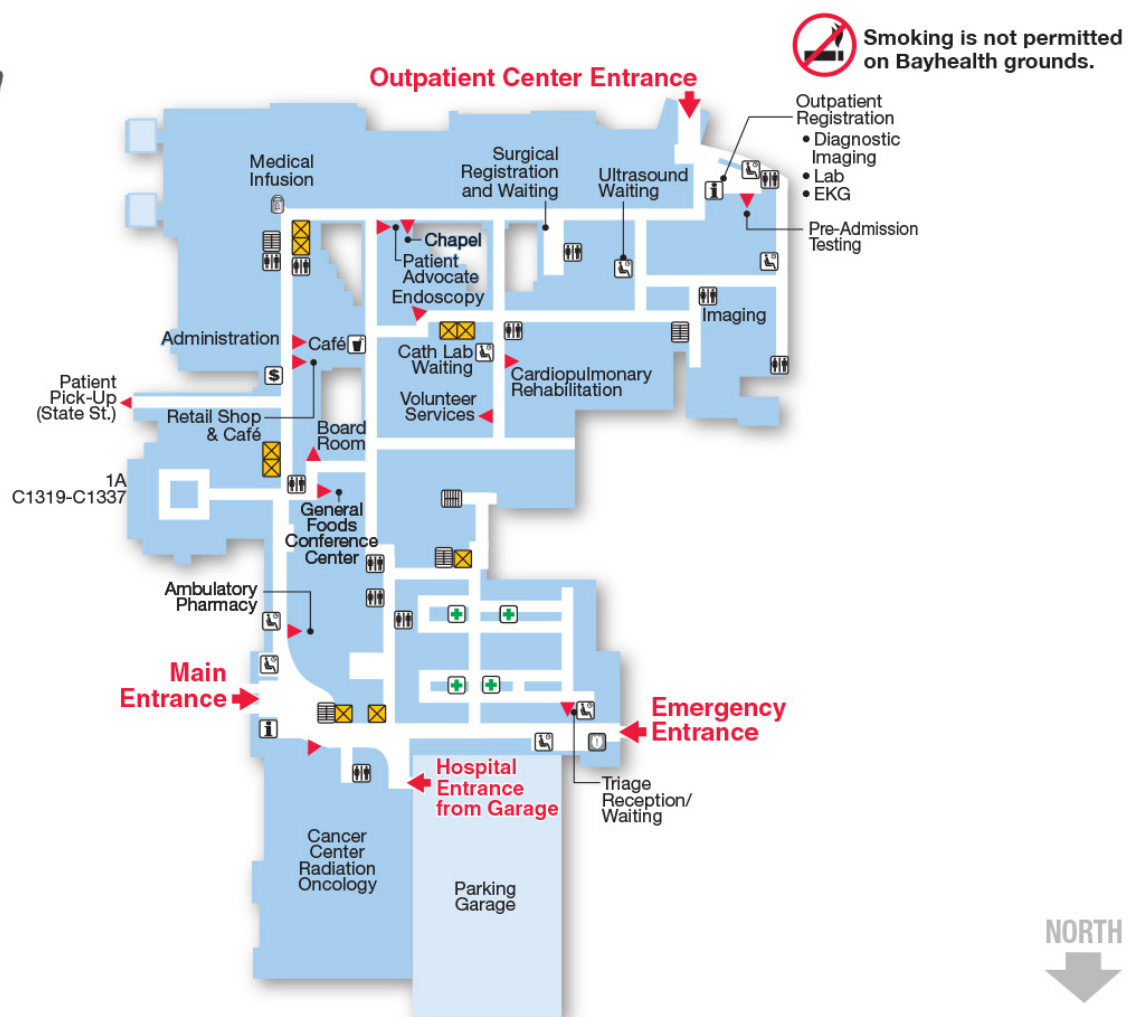 Smoking is not permitted
on Bayhealth grounds.
Outpatient Center Entrance
Outpatient
Registration
• Diagnostic
Imaging
• Lab
• EKG
Medical
Infusion
Surgical
Registration
and Waiting
Ultrasound
Waiting
i
Pre-Admission
Testing
Chapel
Patient
Advocate
Endoscopy
Imaging
Administration
Café
Cath Lab
Waiting
Cardiopulmonary
Rehabilitation
$
Patient
Pick-Up
(State St.)
Retail Shop
& Café
Volunteer
Services
Board
Room
1A
C1319-C1337
General
Foods
Conference
Center
Ambulatory
Pharmacy
Main
Entrance
i
Emergency
Entrance
Hospital
Entrance
from Garage
Triage
Reception/
Waiting
Cancer
Center
Radiation
Oncology
Parking
Garage
NORTH